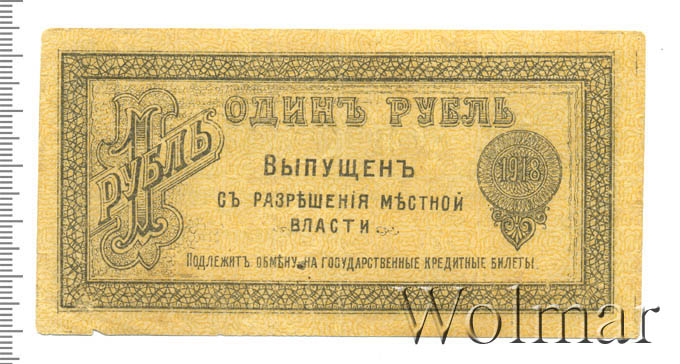 ОДИНЪ РУБЛЬ
1 РУБЛЬ
ВЫПУЩЕНЪ
СЪ РАЗРѢШЕНІЯ МѢСТНОЙ
ВЛАСТИ
1918
ПОДЛЕЖИТЪ ОБМѢНУ НА ГОСУДАРСТВЕННЫЕ КРЕДИТНЫЕ БИЛЕТЫ.
Wolmar